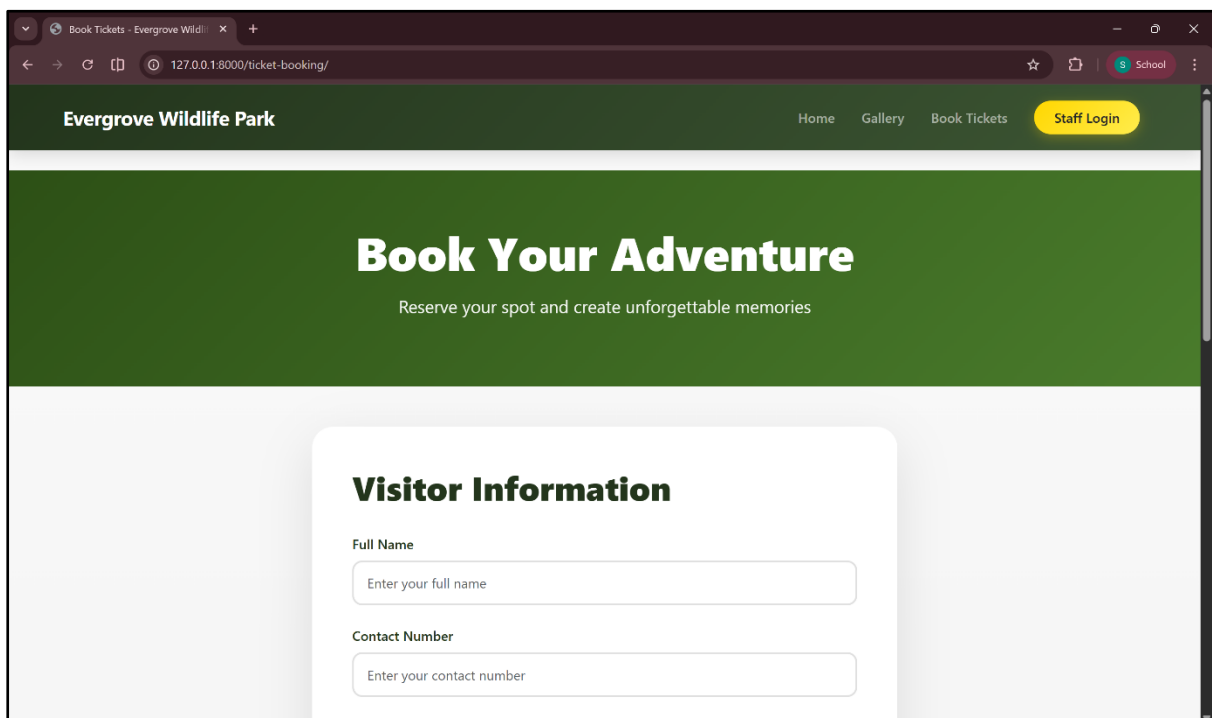 Book Tickets - Evergrove Wildli
127.0.0.1:8000/ticket-booking/
S School
Evergrove Wildlife Park
Home Gallery Book Tickets Staff Login
Book Your Adventure
Reserve your spot and create unforgettable memories
Visitor Information
Full Name
Enter your full name
Contact Number
Enter your contact number